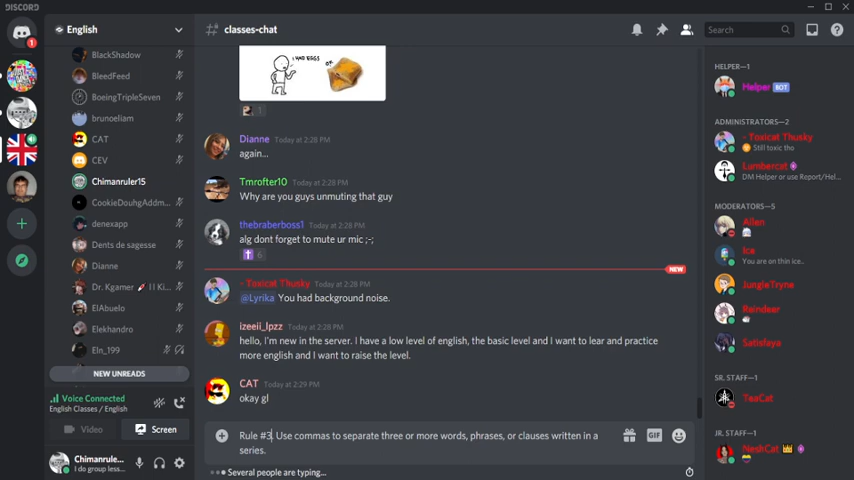 DISCORD
English
classes-chat
Search
1
BlackShadow
BleedFeed
BoeingTripleSeven
brunoeliam
CAT
CEV
Chimanruler15
CookieDouhgAddm...
denexapp
Dents de sagesse
Dianne
Dr. Kgamer
ElAbuelo
Elekhandro
Eln_199
NEW UNREADS
Voice Connected
English Classes / English
Video
Screen
Chimanrule...
I do group less...
I HAD EGGS
OK
1
Dianne Today at 2:28 PM
again...
Tmrofter10 Today at 2:28 PM
Why are you guys unmuting that guy
thebraberboss1 Today at 2:28 PM
alg dont forget to mute ur mic ;-;
6
NEW
- Toxicat Thusky Today at 2:28 PM
@Lyrika You had background noise.
izeeii_lpzz Today at 2:28 PM
hello, I'm new in the server. I have a low level of english, the basic level and I want to lear and practice
more english and I want to raise the level.
CAT Today at 2:29 PM
okay gl
Rule #3. Use commas to separate three or more words, phrases, or clauses written in a
series.
GIF
Several people are typing...
HELPER—1
Helper BOT
ADMINISTRATORS—2
- Toxicat Thusky
Still toxic tho
Lumbercat
DM Helper or use Report/Hel...
MODERATORS—5
Allen
Ice
You are on thin ice..
JungleTryne
Reindeer
Satisfaya
SR. STAFF—1
TeaCat
JR. STAFF—1
NeshCat